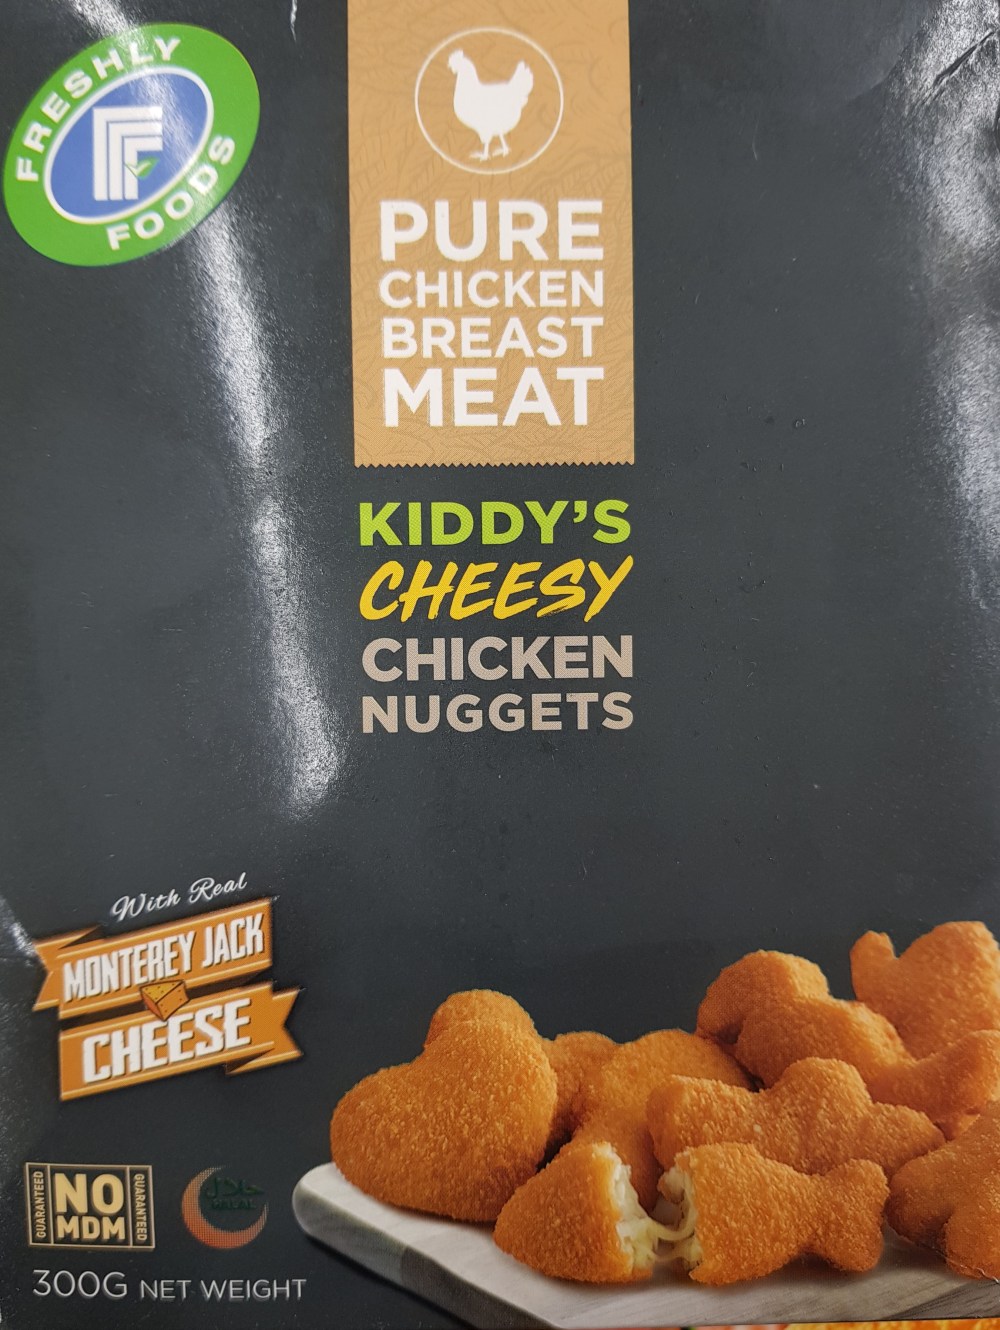 FRESHLY
FOODS
PURE
CHICKEN
BREAST
MEAT
KIDDY'S
CHEESY
CHICKEN
NUGGETS
With Real
MONTEREY JACK
CHEESE
GUARANTEED
NO
MDM
GUARANTEED
حلال
HALAL
300G NET WEIGHT